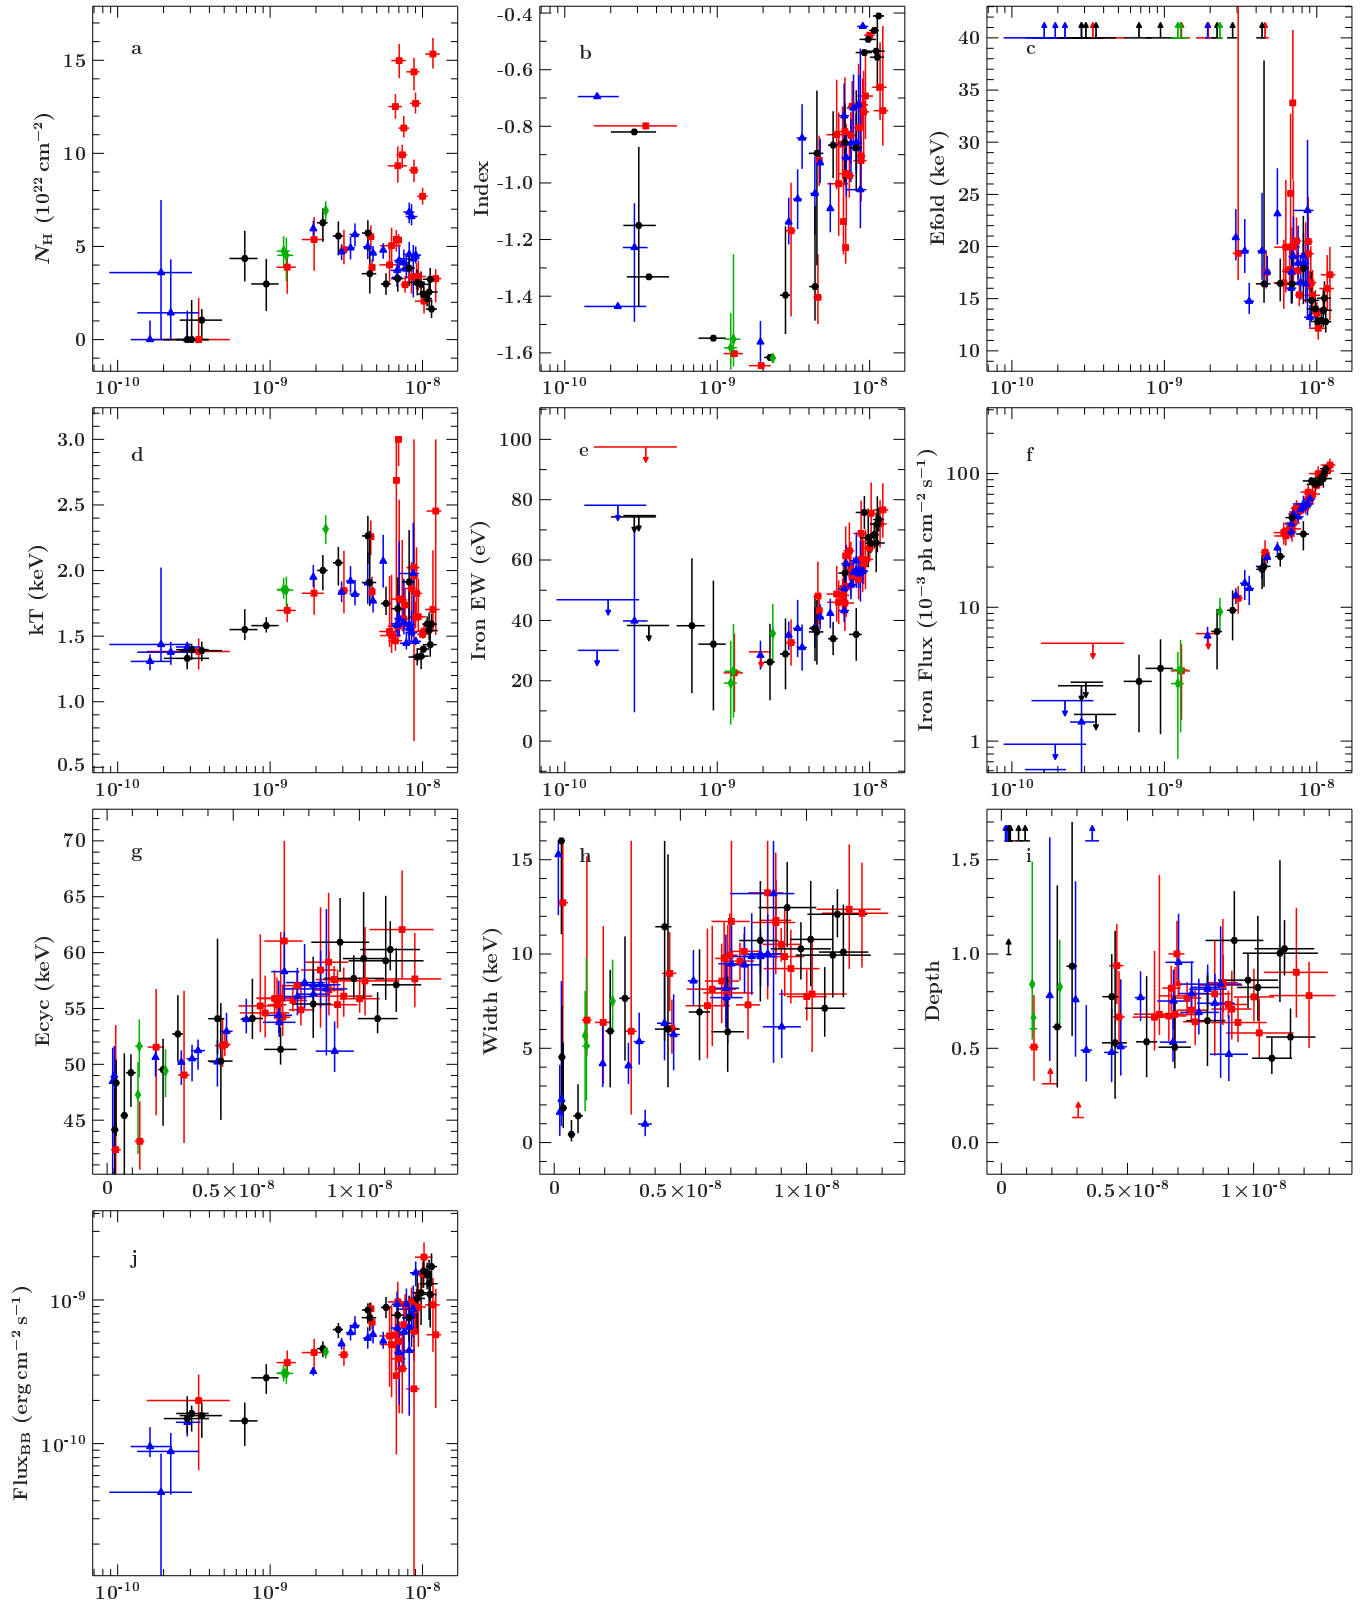 a
N_H (10^22 cm^−2)
15
10
5
0
10^-10 10^-9 10^-8
b
Index
-0.4
-0.6
-0.8
-1.0
-1.2
-1.4
-1.6
10^-10 10^-9 10^-8
c
Efold (keV)
40
35
30
25
20
15
10
10^-10 10^-9 10^-8
d
kT (keV)
3.0
2.5
2.0
1.5
1.0
0.5
10^-10 10^-9 10^-8
e
Iron EW (eV)
100
80
60
40
20
0
10^-10 10^-9 10^-8
f
Iron Flux (10^−3 ph cm^−2 s^−1)
100
10
1
10^-10 10^-9 10^-8
g
Ecyc (keV)
70
65
60
55
50
45
0 0.5×10^-8 1×10^-8
h
Width (keV)
15
10
5
0
0 0.5×10^-8 1×10^-8
i
Depth
1.5
1.0
0.5
0.0
0 0.5×10^-8 1×10^-8
j
Flux_BB (erg cm^−2 s^−1)
10^-9
10^-10
10^-10 10^-9 10^-8